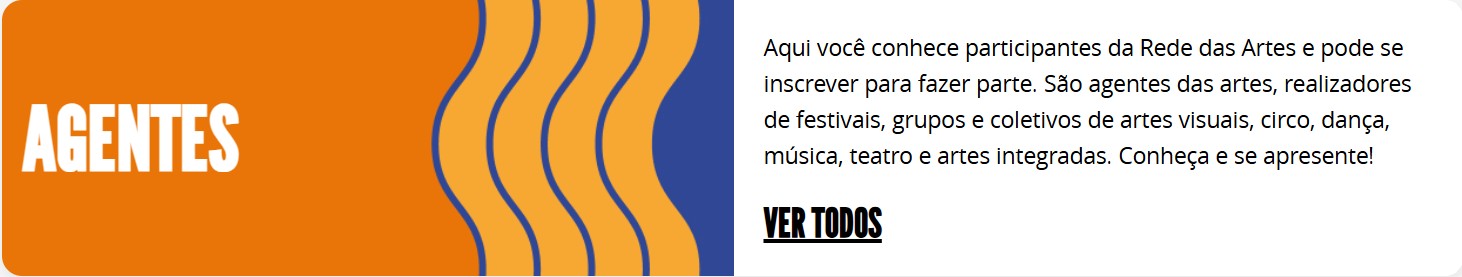 AGENTES
Aqui você conhece participantes da Rede das Artes e pode se
inscrever para fazer parte. São agentes das artes, realizadores
de festivais, grupos e coletivos de artes visuais, circo, dança,
música, teatro e artes integradas. Conheça e se apresente!
VER TODOS